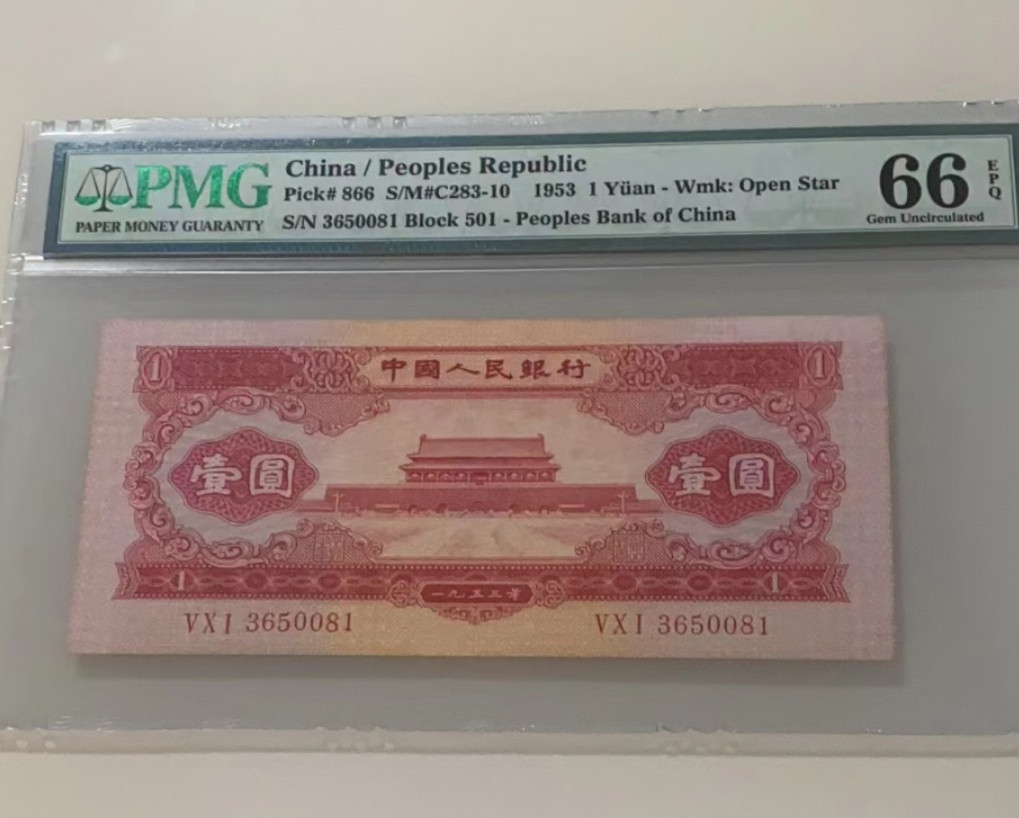 PMG
PAPER MONEY GUARANTY
China / Peoples Republic
Pick# 866 S/M#C283-10 1953 1 Yüan - Wmk: Open Star
S/N 3650081 Block 501 - Peoples Bank of China
66
EPQ
Gem Uncirculated
1 中國人民銀行 1
壹圓 壹圓
1 一九五三年 1
VXI 3650081 VXI 3650081